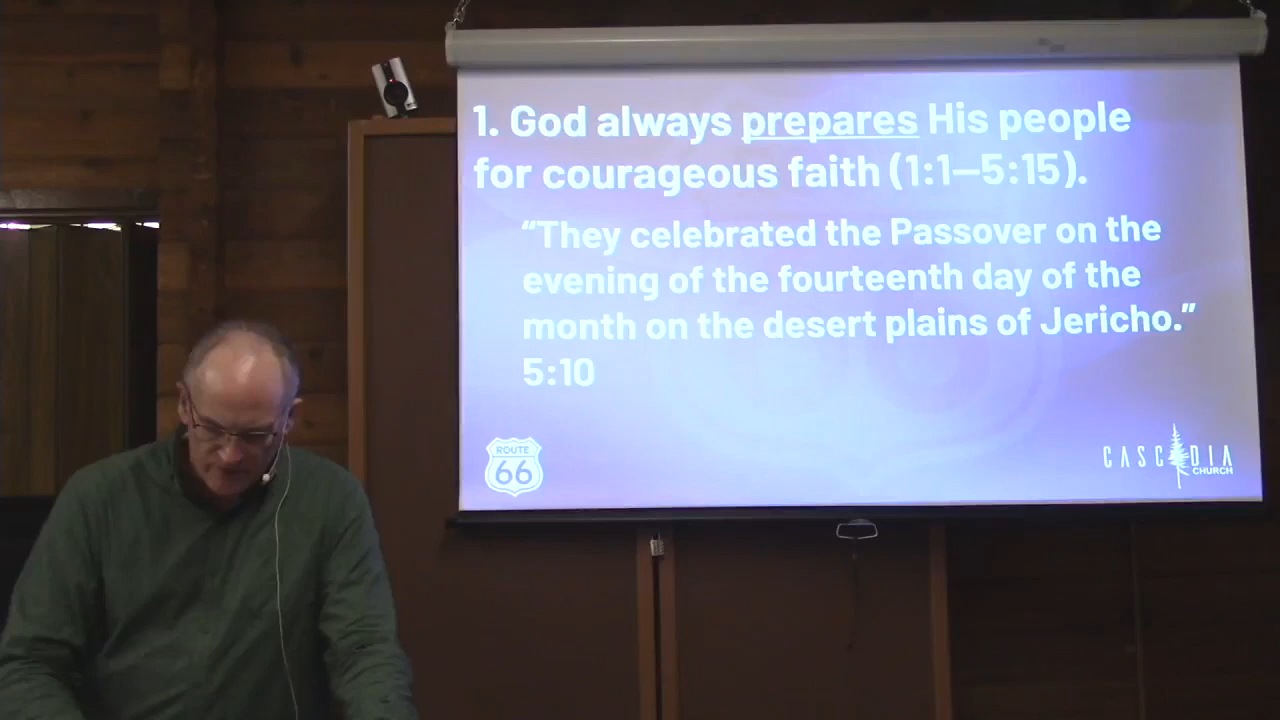 1. God always prepares His people
for courageous faith (1:1–5:15).
“They celebrated the Passover on the
evening of the fourteenth day of the
month on the desert plains of Jericho.”
5:10
ROUTE
66
CASCADIA
CHURCH